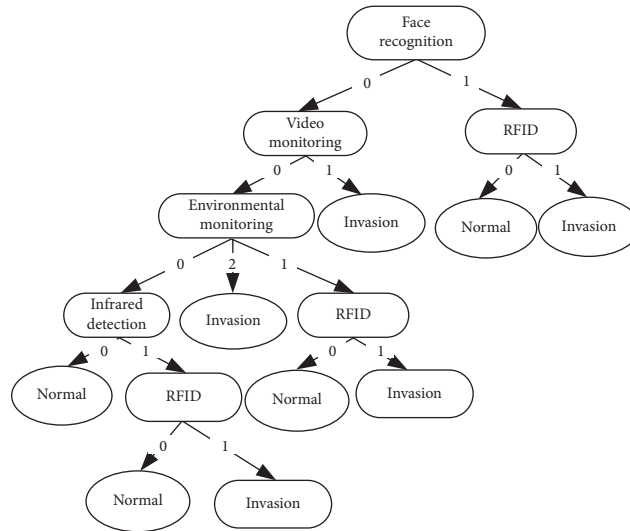 Face
recognition
0
1
Video
monitoring
RFID
0
1
0
1
Environmental
monitoring
Invasion
Normal
Invasion
0
2
1
Infrared
detection
Invasion
RFID
0
1
0
1
Normal
RFID
Normal
Invasion
0
1
Normal
Invasion